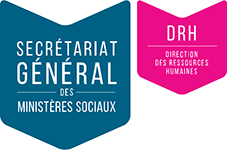 SECRÉTARIAT
GÉNÉRAL
DES
MINISTÈRES SOCIAUX
DRH
DIRECTION
DES RESSOURCES
HUMAINES